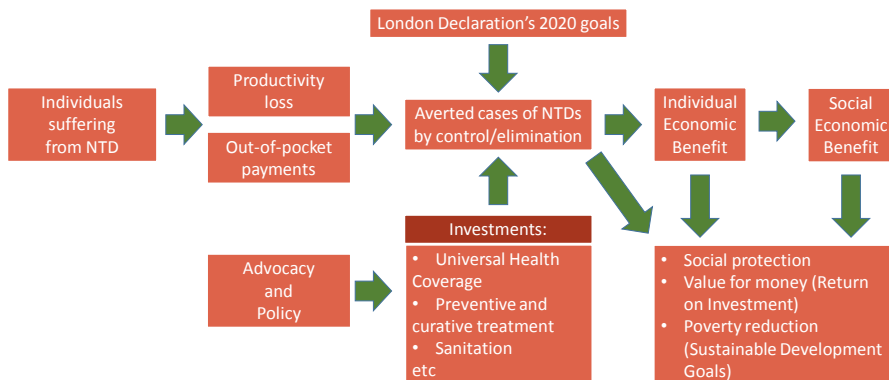 London Declaration's 2020 goals
Individuals
suffering
from NTD
Productivity
loss
Out-of-pocket
payments
Averted cases of NTDs
by control/elimination
Individual
Economic
Benefit
Social
Economic
Benefit
Advocacy
and
Policy
Investments:
• Universal Health
Coverage
• Preventive and
curative treatment
• Sanitation
etc
• Social protection
• Value for money (Return
on Investment)
• Poverty reduction
(Sustainable Development
Goals)